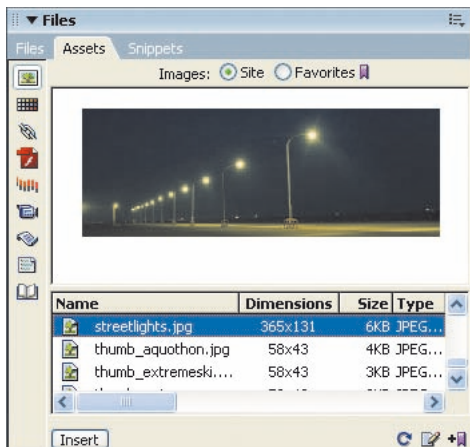 Files
Files Assets Snippets
Images: Site Favorites
Name Dimensions Size Type
streetlights.jpg 365x131 6KB JPEG...
thumb_aquothon.jpg 58x43 4KB JPEG...
thumb_extremeski.... 58x43 3KB JPEG...
Insert